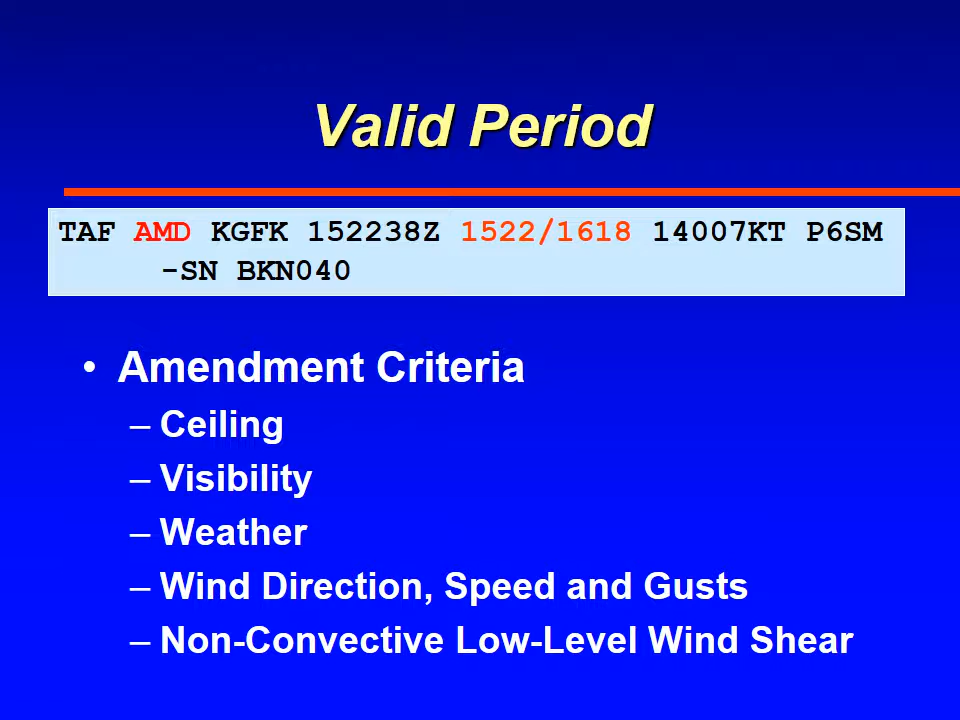 Valid Period
TAF AMD KGFK 152238Z 1522/1618 14007KT P6SM
-SN BKN040
• Amendment Criteria
– Ceiling
– Visibility
– Weather
– Wind Direction, Speed and Gusts
– Non-Convective Low-Level Wind Shear